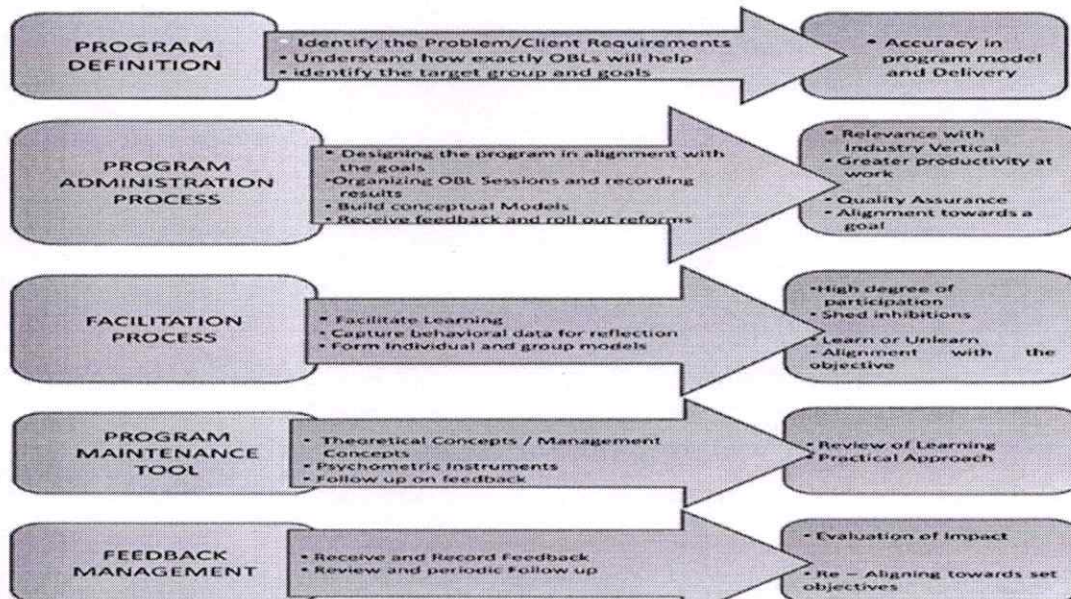 PROGRAM
DEFINITION
• Identify the Problem/Client Requirements
• Understand how exactly OBLs will help
• identify the target group and goals
• Accuracy in
program model
and Delivery
PROGRAM
ADMINISTRATION
PROCESS
• Designing the program in alignment with
the goals
•Organizing OBL Sessions and recording
results
• Build conceptual Models
• Receive feedback and roll out reforms
• Relevance with
Industry Vertical
• Greater productivity at
work
• Quality Assurance
• Alignment towards a
goal
FACILITATION
PROCESS
• Facilitate Learning
• Capture behavioral data for reflection
• Form Individual and group models
•High degree of
participation
• Shed inhibitions
• Learn or Unlearn
• Alignment with the
objective
PROGRAM
MAINTENANCE
TOOL
• Theoretical Concepts / Management
Concepts
• Psychometric Instruments
• Follow up on feedback
• Review of Learning
• Practical Approach
FEEDBACK
MANAGEMENT
• Receive and Record Feedback
• Review and periodic Follow up
• Evaluation of Impact
• Re – Aligning towards set
objectives